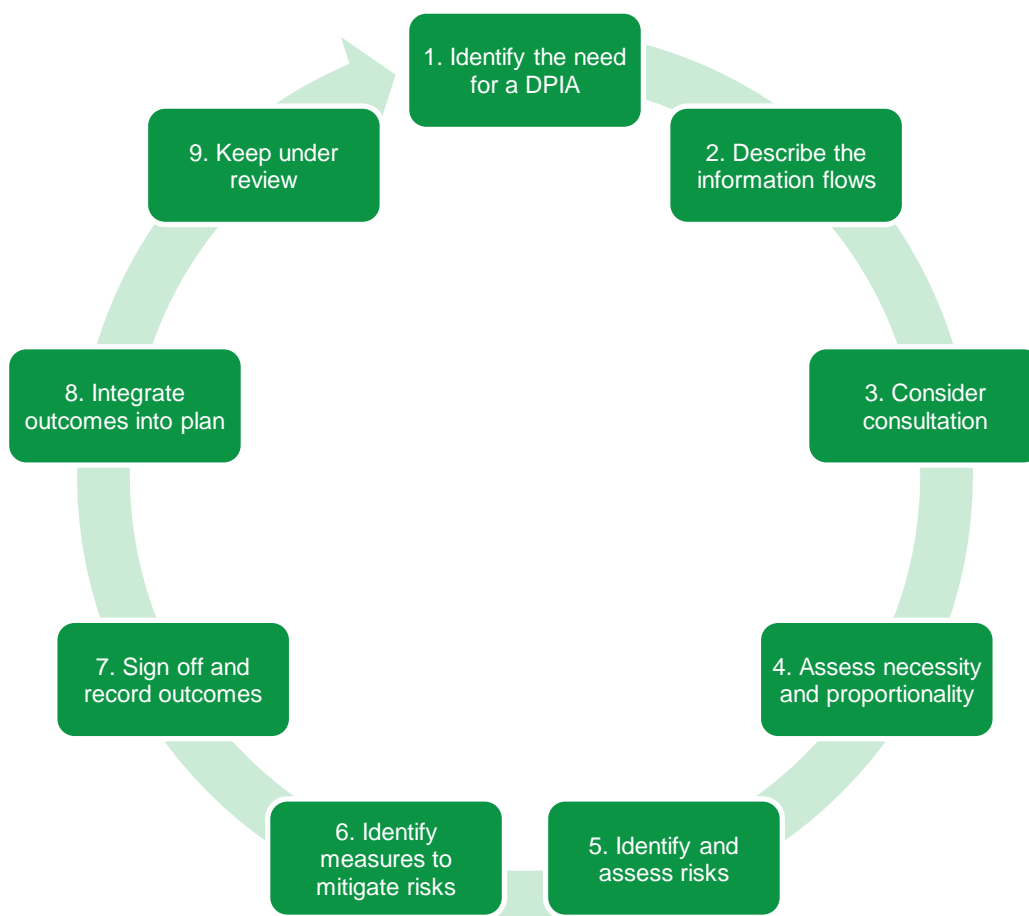 1. Identify the need
for a DPIA
2. Describe the
information flows
3. Consider
consultation
4. Assess necessity
and proportionality
5. Identify and
assess risks
6. Identify
measures to
mitigate risks
7. Sign off and
record outcomes
8. Integrate
outcomes into plan
9. Keep under
review